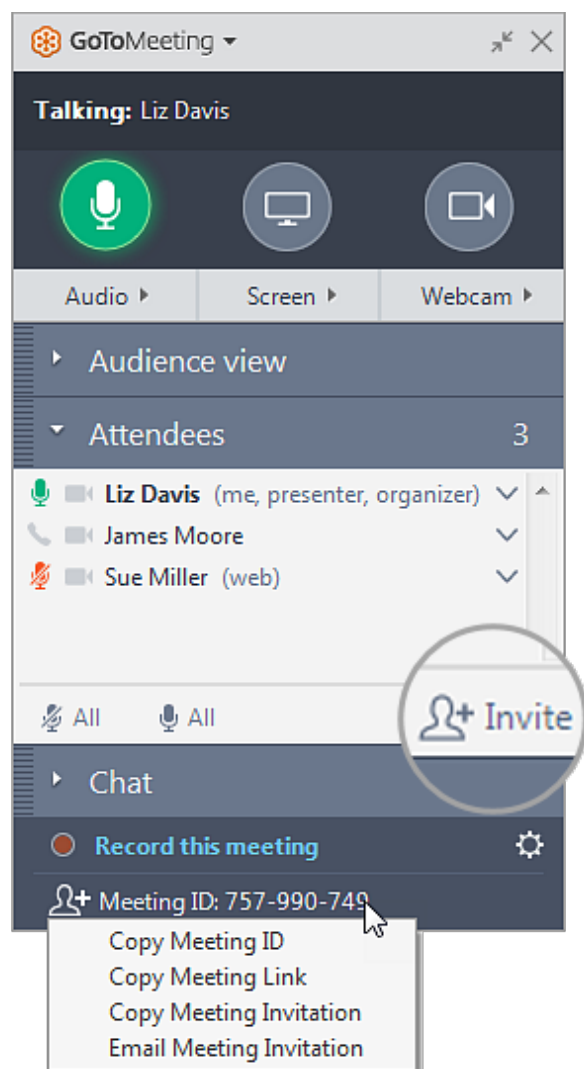 GoToMeeting
Talking: Liz Davis
Audio Screen Webcam
Audience view
Attendees 3
Liz Davis (me, presenter, organizer)
James Moore
Sue Miller (web)
All All Invite
Chat
Record this meeting
Meeting ID: 757-990-749
Copy Meeting ID
Copy Meeting Link
Copy Meeting Invitation
Email Meeting Invitation